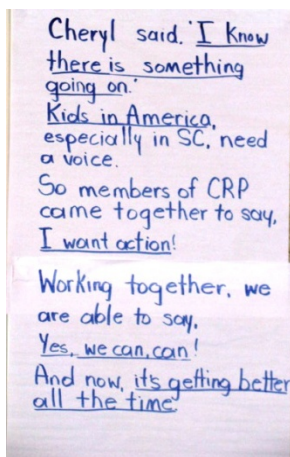 Cheryl said. 'I know
there is something
going on.'
Kids in America,
especially in SC, need
a voice.
So members of CRP
came together to say,
I want action!
Working together, we
are able to say,
Yes, we can, can!
And now, it's getting better
all the time.